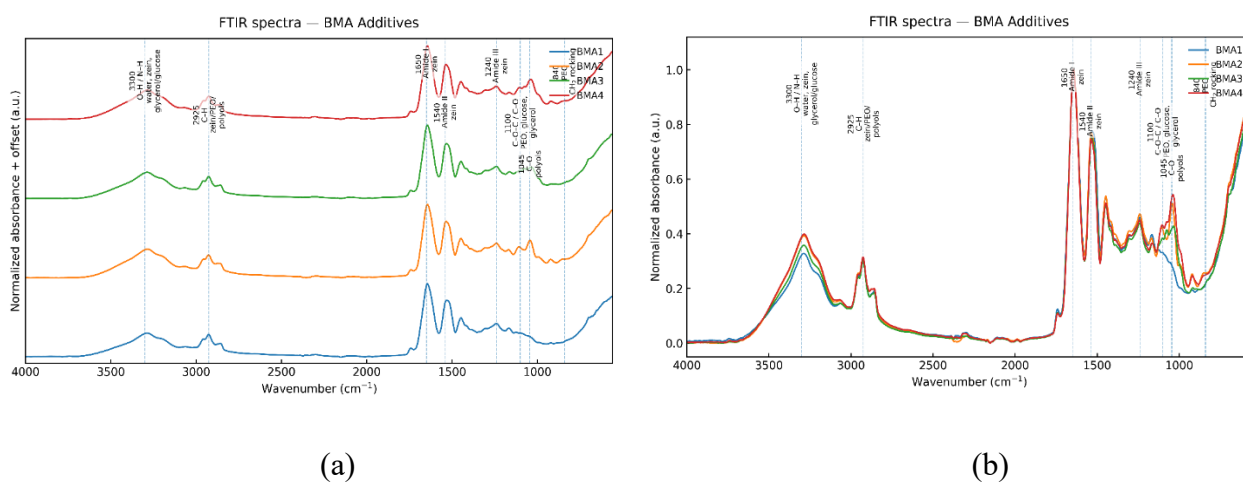 FTIR spectra — BMA Additives
Normalized absorbance + offset (a.u.)
3300
O–H / N–H
water, zein,
glycerol/glucose
2925
C–H
zein/PEO/
polyols
1650
Amide I
zein
1540
Amide II
zein
1240
Amide III
zein
1100
C–O–C / C–O
PEO, glucose,
glycerol
1045
C–O
polyols
840
PEO
CH₂ rocking
BMA1
BMA2
BMA3
BMA4
4000
3500
3000
2500
2000
1500
1000
Wavenumber (cm⁻¹)
(a)
FTIR spectra — BMA Additives
Normalized absorbance (a.u.)
1.0
0.8
0.6
0.4
0.2
0.0
3300
O–H / N–H
water, zein,
glycerol/glucose
2925
C–H
zein/PEO/
polyols
1650
Amide I
zein
1540
Amide II
zein
1240
Amide III
zein
1100
C–O–C / C–O
PEO, glucose,
glycerol
1045
C–O
polyols
840
PEO
CH₂ rocking
BMA1
BMA2
BMA3
BMA4
4000
3500
3000
2500
2000
1500
1000
Wavenumber (cm⁻¹)
(b)